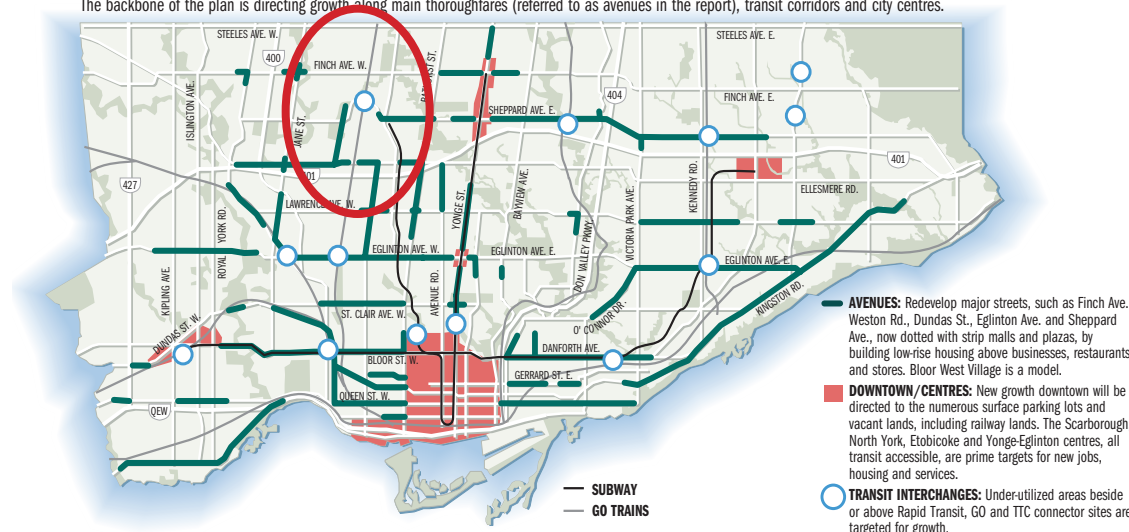 The backbone of the plan is directing growth along main thoroughfares (referred to as avenues in the report), transit corridors and city centres.
STEELES AVE. W.
STEELES AVE. E.
400
FINCH AVE. W.
BATHURST ST.
404
FINCH AVE. E.
ISLINGTON AVE.
JANE ST.
SHEPPARD AVE. E.
401
427
401
KENNEDY RD.
ELLESMERE RD.
LAWRENCE AVE. W.
YONGE ST.
BAYVIEW AVE.
VICTORIA PARK AVE.
ROYAL YORK RD.
DON VALLEY PKWY.
EGLINTON AVE. W.
EGLINTON AVE. E.
EGLINTON AVE. E.
KIPLING AVE.
AVENUE RD.
KINGSTON RD.
ST. CLAIR AVE. W.
O' CONNOR DR.
DUNDAS ST. W.
DANFORTH AVE.
BLOOR ST. W.
GERRARD ST. E.
QUEEN ST. W.
QEW
SUBWAY
GO TRAINS
AVENUES: Redevelop major streets, such as Finch Ave.
Weston Rd., Dundas St., Eglinton Ave. and Sheppard
Ave., now dotted with strip malls and plazas, by
building low-rise housing above businesses, restaurants
and stores. Bloor West Village is a model.
DOWNTOWN/CENTRES: New growth downtown will be
directed to the numerous surface parking lots and
vacant lands, including railway lands. The Scarborough
North York, Etobicoke and Yonge-Eglinton centres, all
transit accessible, are prime targets for new jobs,
housing and services.
TRANSIT INTERCHANGES: Under-utilized areas beside
or above Rapid Transit, GO and TTC connector sites are
targeted for growth.